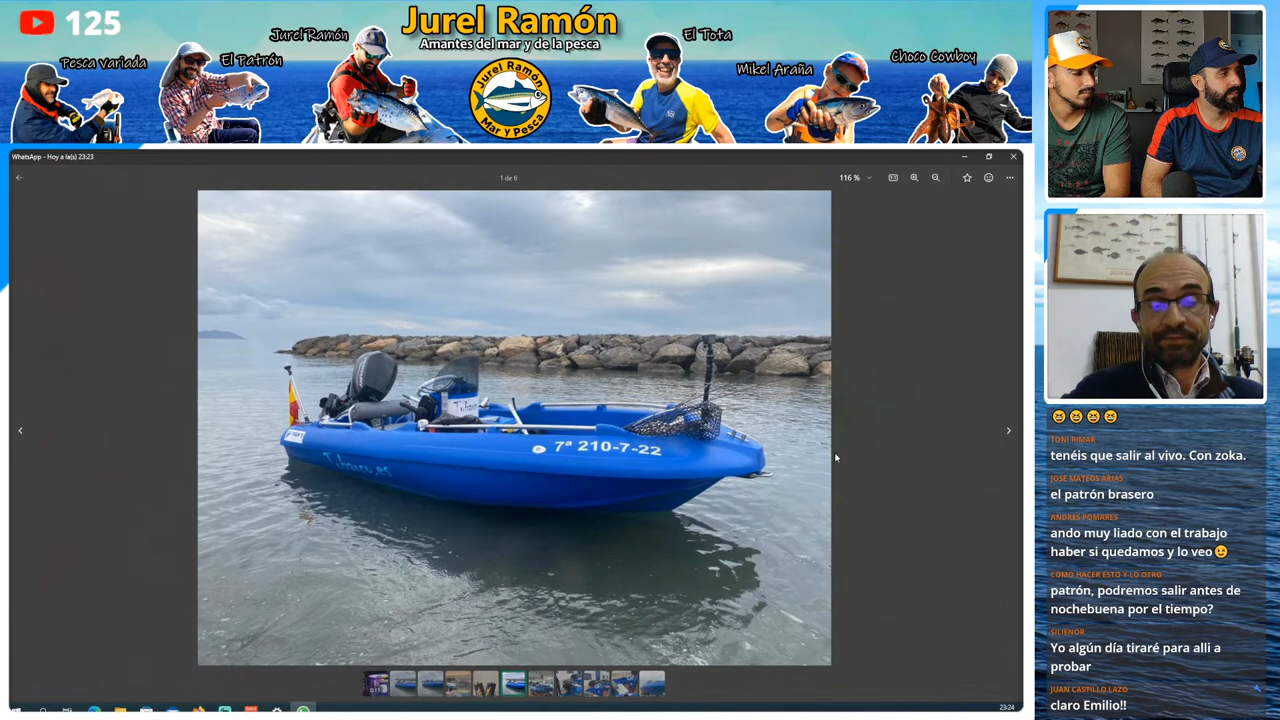 125
Jurel Ramón
Amantes del mar y de la pesca
Pesca Variada
El Patrón
Jurel Ramón
El Tota
Mikel Araña
Choco Cowboy
Jurel Ramón
Mar y Pesca
WhatsApp - Hoy a la(s) 23:23
1 de 6
116 %
7ª 210-7-22
TONI RIMAR
tenéis que salir al vivo. Con zoka.
JOSE MATEOS ARIAS
el patrón brasero
ANDRES POMARES
ando muy liado con el trabajo
haber si quedamos y lo veo😉
COMO HACER ESTO Y LO OTRO
patrón, podremos salir antes de
nochebuena por el tiempo?
SILIENOR
Yo algún día tiraré para alli a
probar
JUAN CASTILLO LAZO
claro Emilio!!
23:24